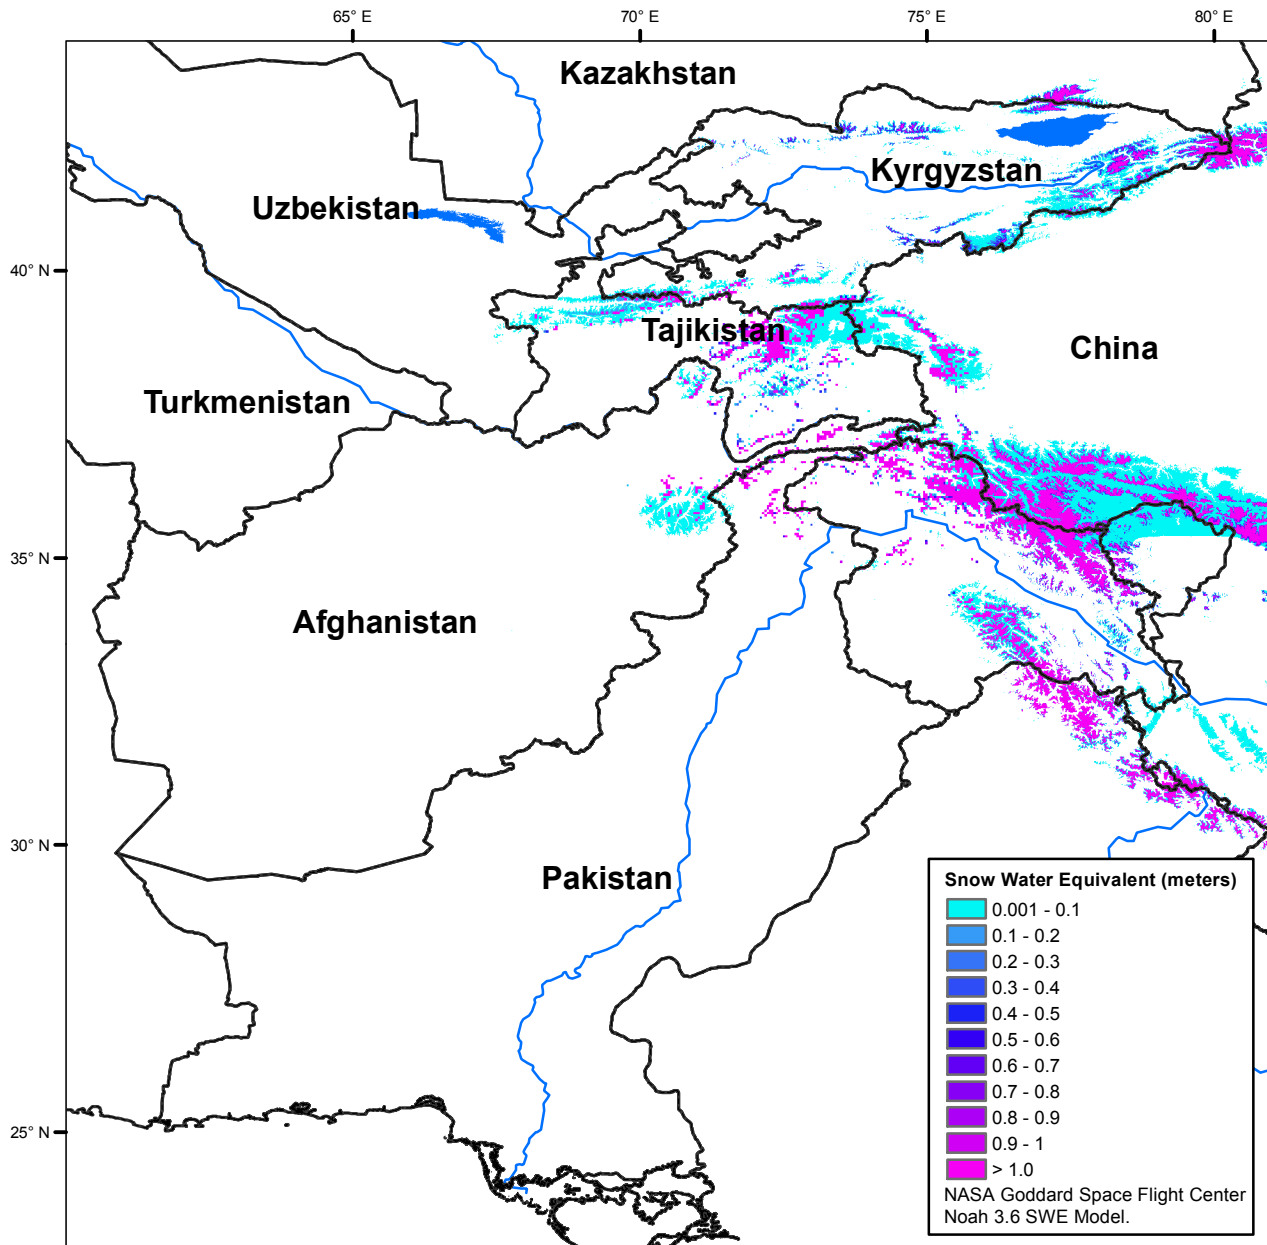 65° E
70° E
75° E
80° E
Kazakhstan
Kyrgyzstan
Uzbekistan
40° N
Tajikistan
China
Turkmenistan
35° N
Afghanistan
30° N
Pakistan
25° N
Snow Water Equivalent (meters)
0.001 - 0.1
0.1 - 0.2
0.2 - 0.3
0.3 - 0.4
0.4 - 0.5
0.5 - 0.6
0.6 - 0.7
0.7 - 0.8
0.8 - 0.9
0.9 - 1
> 1.0
NASA Goddard Space Flight Center
Noah 3.6 SWE Model.